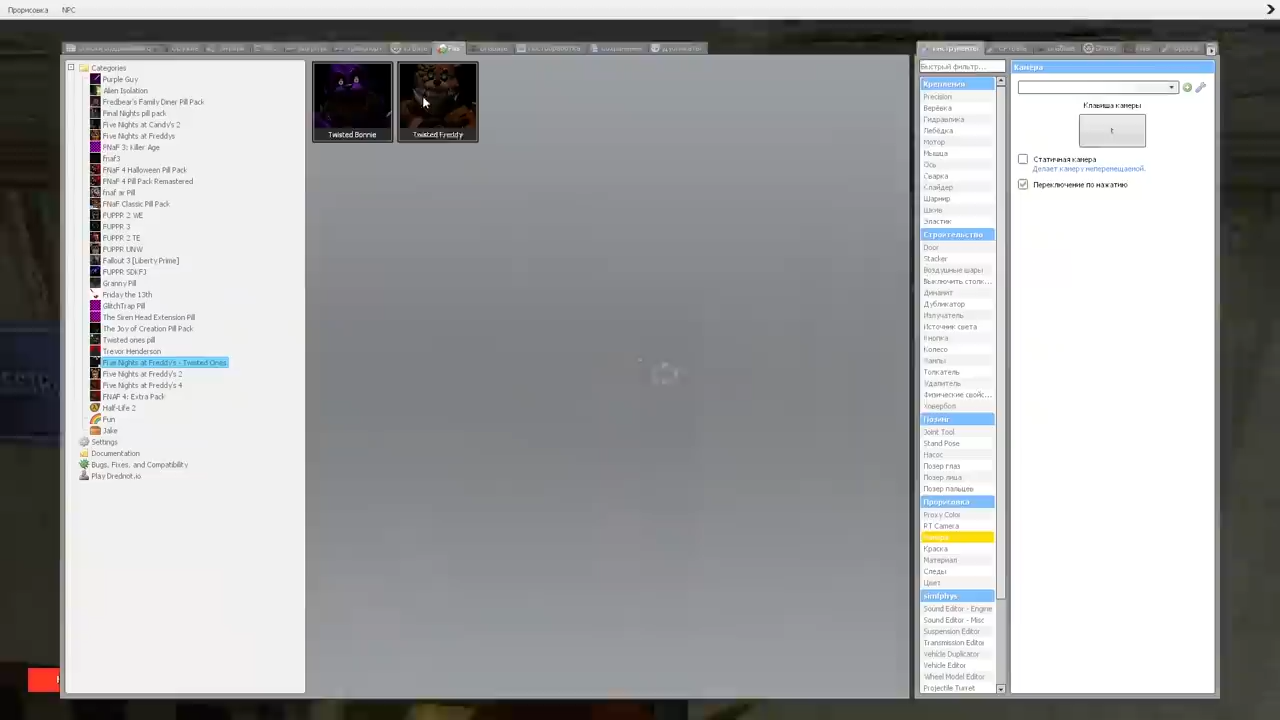 Прорисовка NPC
Pill
Categories
Purple Guy
Alien Isolation
Fredbear's Family Diner Pill Pack
Final Nights pill pack
Five Nights at Candy's 2
Five Nights at Freddys
PNaF 3: Killer Age
fnaf3
FNaF 4 Halloween Pill Pack
FNaF 4 Pill Pack Remastered
fnaf ar Pill
FNaF Classic Pill Pack
FUPPR 2 WE
FUPPR 3
FUPPR 2 TE
FUPPR UNW
Fallout 3 [Liberty Prime]
FUPPR SDkFJ
Granny Pill
Friday the 13th
GlitchTrap Pill
The Siren Head Extension Pill
The Joy of Creation Pill Pack
Twisted ones pill
Trevor Henderson
Five Nights at Freddy's - Twisted Ones
Five Nights at Freddy's 2
Five Nights at Freddy's 4
FNAF 4: Extra Pack
Half-Life 2
Fun
Jake
Settings
Documentation
Bugs, Fixes, and Compatibility
Play Drednot.io
Twisted Bonnie
Twisted Freddy
Инструменты
Быстрый фильтр...
Крепления
Precision
Верёвка
Гидравлика
Лебёдка
Мотор
Мышца
Ось
Сварка
Слайдер
Шарнир
Шкив
Эластик
Строительство
Door
Stacker
Воздушные шары
Выключить столк...
Динамит
Дубликатор
Излучатель
Источник света
Кнопка
Колесо
Лампы
Толкатель
Удалитель
Физические свойс...
Ховербол
Позинг
Joint Tool
Stand Pose
Насос
Позер глаз
Позер лица
Позер пальцев
Прорисовка
Proxy Color
RT Camera
Камера
Краска
Материал
Следы
Цвет
simfphys
Sound Editor - Engine
Sound Editor - Misc
Suspension Editor
Transmission Editor
Vehicle Duplicator
Vehicle Editor
Wheel Model Editor
Projectile Turret
Камера
Клавиша камеры
t
Статичная камера
Делает камеру неперемещаемой.
Переключение по нажатию